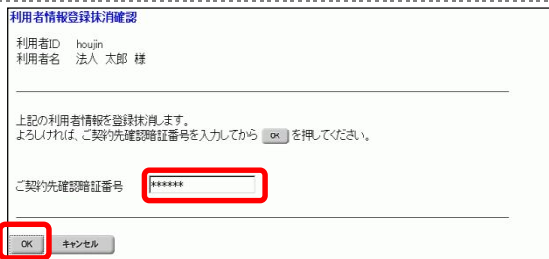 利用者情報登録抹消確認
利用者ID houjin
利用者名 法人 太郎 様
上記の利用者情報を登録抹消します。
よろしければ、ご契約先確認暗証番号を入力してから OK を押してください。
ご契約先確認暗証番号 ******
OK キャンセル